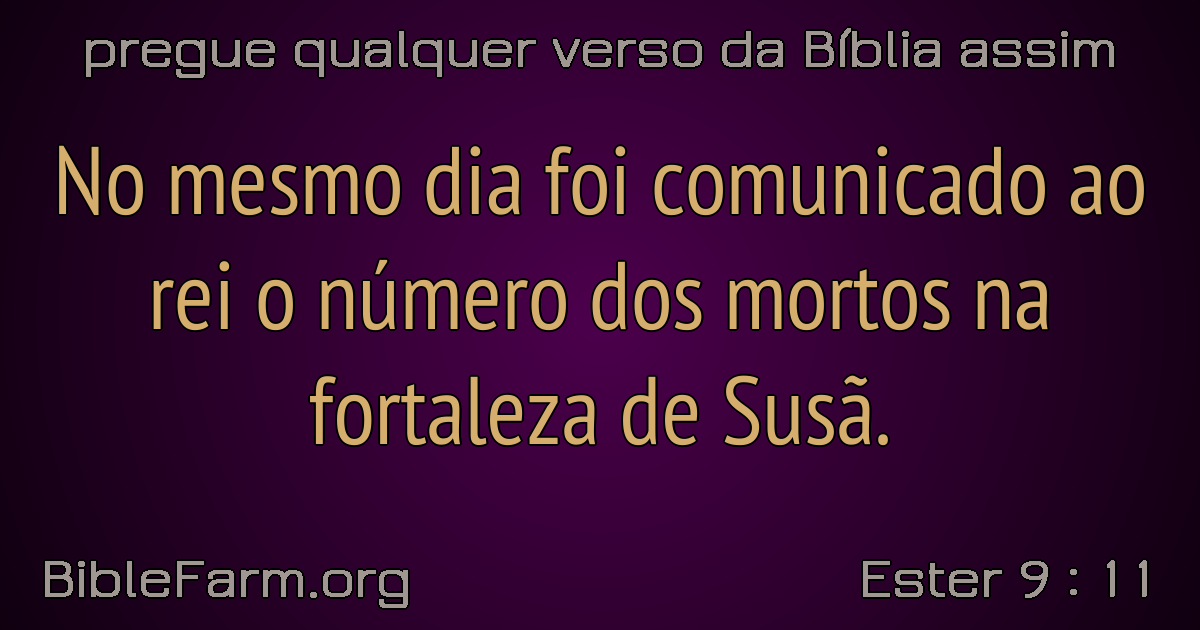 pregue qualquer verso da Bíblia assim
No mesmo dia foi comunicado ao
rei o número dos mortos na
fortaleza de Susã.
BibleFarm.org
Ester 9 : 11